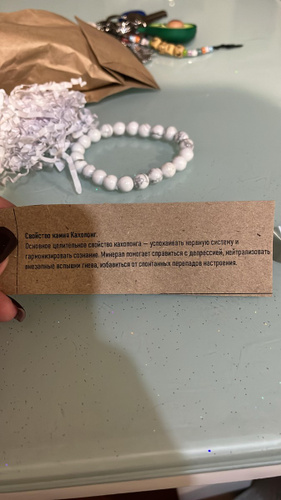 Свойство камня Кахолонг.
Основное целительное свойство кахолонга — успокаивать нервную систему и
гармонизировать сознание. Минерал помогает справиться с депрессией, нейтрализовать
внезапные вспышки гнева, избавиться от спонтанных перепадов настроения.